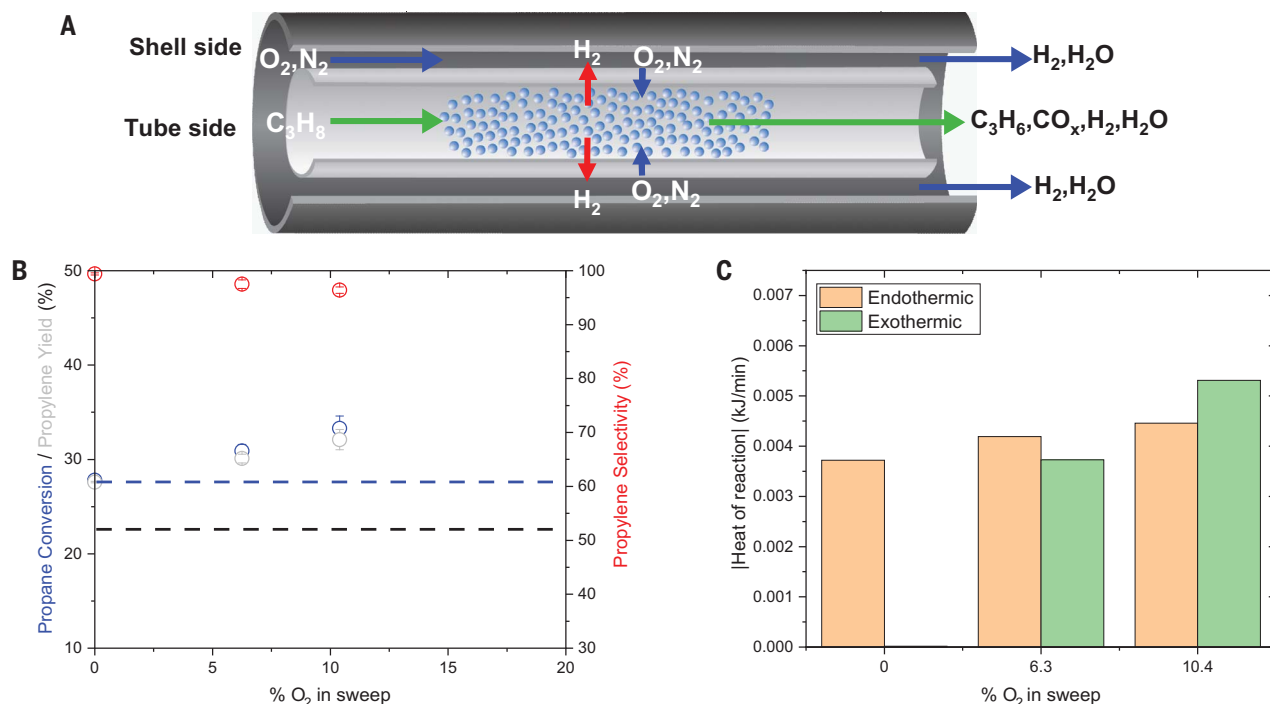 A
Shell side
O₂,N₂
H₂
O₂,N₂
H₂,H₂O
Tube side
C₃H₈
C₃H₆,COₓ,H₂,H₂O
H₂
O₂,N₂
H₂,H₂O
B
Propane Conversion / Propylene Yield (%)
50
40
30
20
10
0
5
10
15
20
% O₂ in sweep
100
90
80
70
60
50
40
30
Propylene Selectivity (%)
C
|Heat of reaction| (kJ/min)
0.007
0.006
0.005
0.004
0.003
0.002
0.001
0.000
Endothermic
Exothermic
0
6.3
10.4
% O₂ in sweep